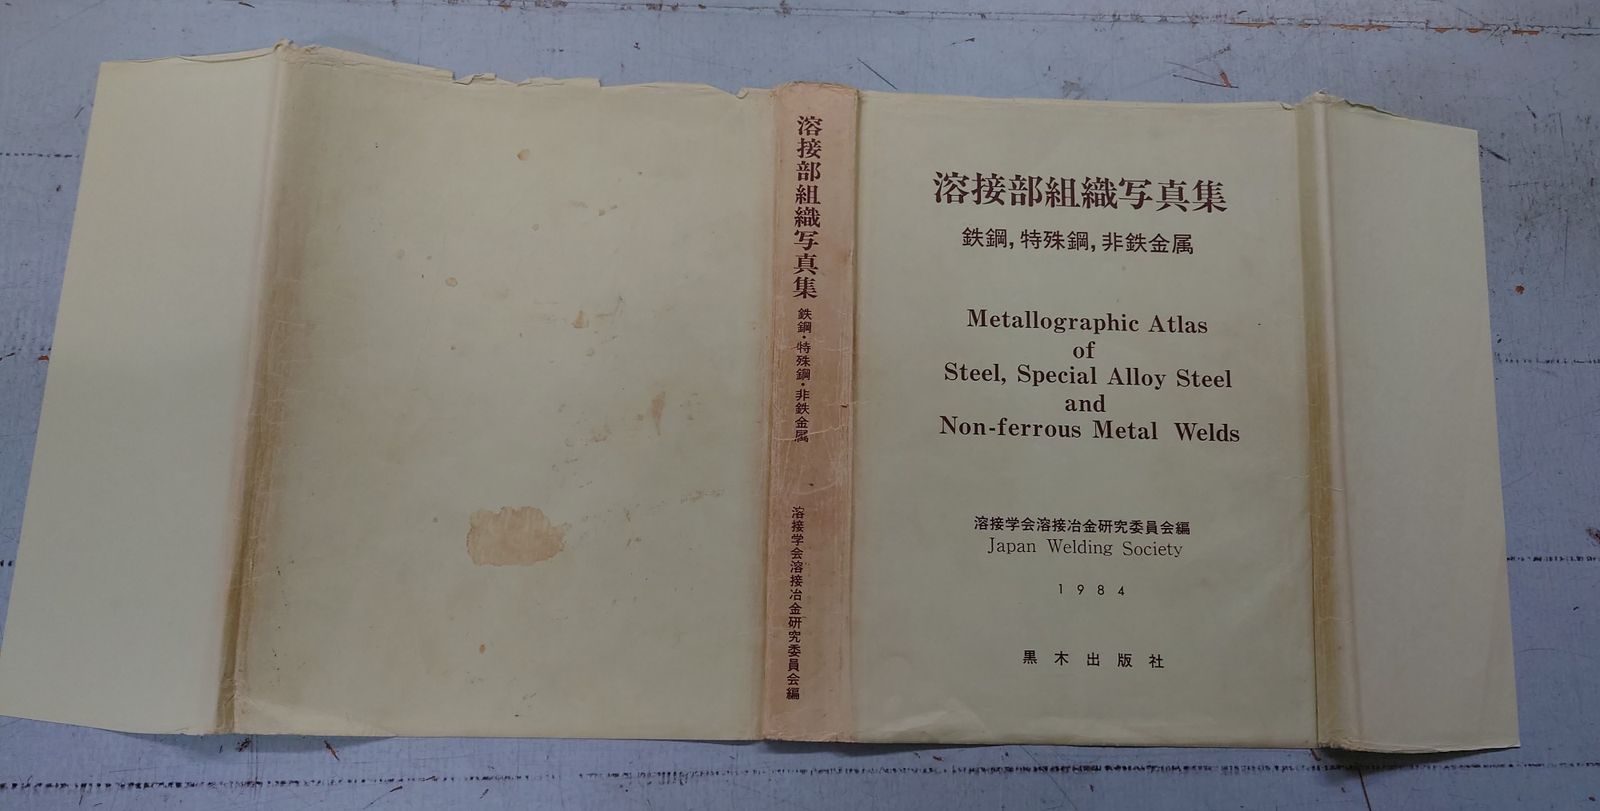 溶接部組織写真集
鉄鋼・特殊鋼・非鉄金属
溶接学会溶接冶金研究委員会編
溶接部組織写真集
鉄鋼,特殊鋼,非鉄金属
Metallographic Atlas
of
Steel, Special Alloy Steel
and
Non-ferrous Metal Welds
溶接学会溶接冶金研究委員会編
Japan Welding Society
1984
黒木出版社